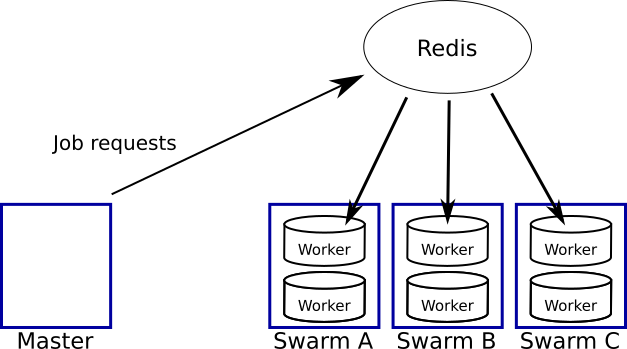 Redis
Job requests
Worker
Worker
Worker
Worker
Worker
Worker
Master
Swarm A
Swarm B
Swarm C